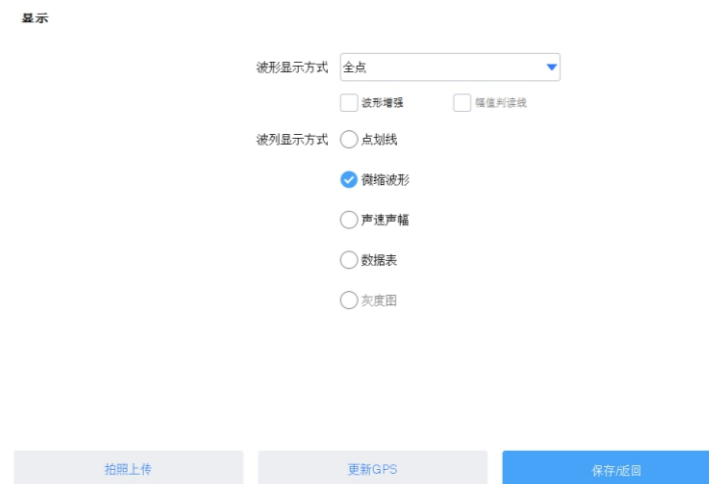 显示
波形显示方式 全点
波形增强 幅值判读线
波列显示方式 点划线
微缩波形
声速声幅
数据表
灰度图
拍照上传 更新GPS 保存/返回